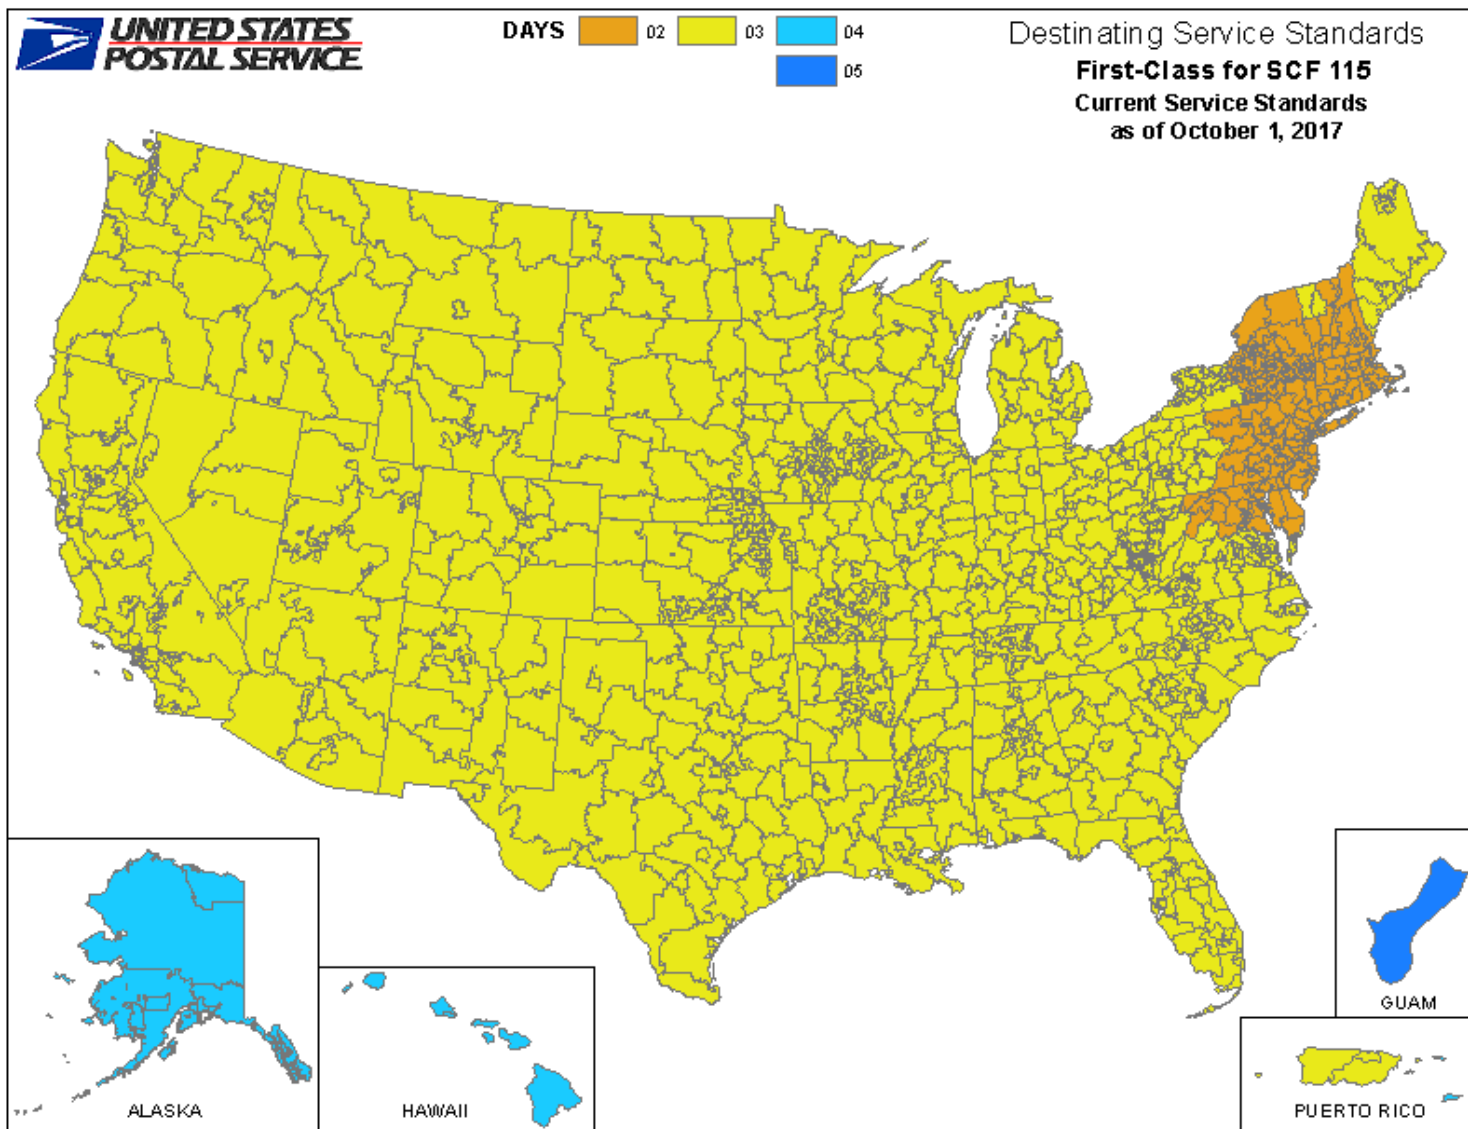 UNITED STATES
POSTAL SERVICE
DAYS 02 03 04
05
Destinating Service Standards
First-Class for SCF 115
Current Service Standards
as of October 1, 2017
ALASKA
HAWAII
GUAM
PUERTO RICO